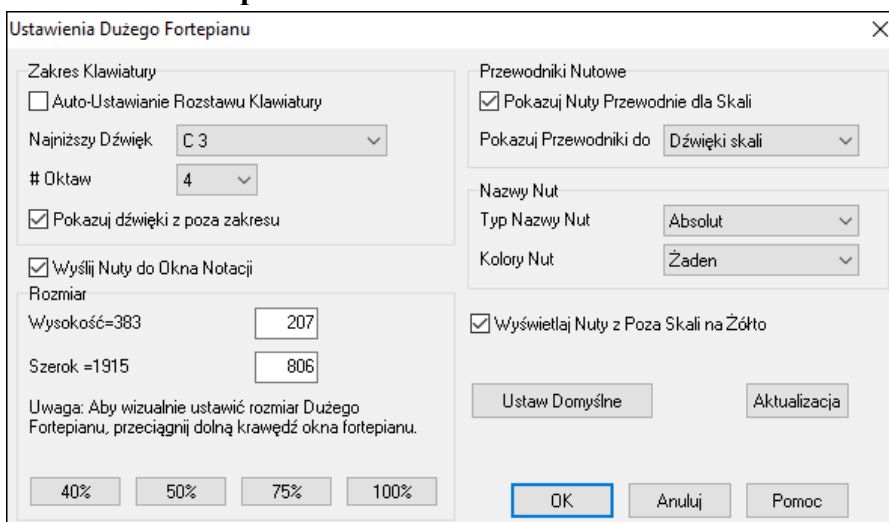 Ustawienia Dużego Fortepianu
Zakres Klawiatury
Auto-Ustawianie Rozstawu Klawiatury
Najniższy Dźwięk C 3
# Oktaw 4
Pokazuj dźwięki z poza zakresu
Wyślij Nuty do Okna Notacji
Rozmiar
Wysokość=383 207
Szerok =1915 806
Uwaga: Aby wizualnie ustawić rozmiar Dużego
Fortepianu, przeciągnij dolną krawędź okna fortepianu.
40% 50% 75% 100%
Przewodniki Nutowe
Pokazuj Nuty Przewodnie dla Skali
Pokazuj Przewodniki do Dźwięki skali
Nazwy Nut
Typ Nazwy Nut Absolut
Kolory Nut Żaden
Wyświetlaj Nuty z Poza Skali na Żółto
Ustaw Domyślne Aktualizacja
OK Anuluj Pomoc